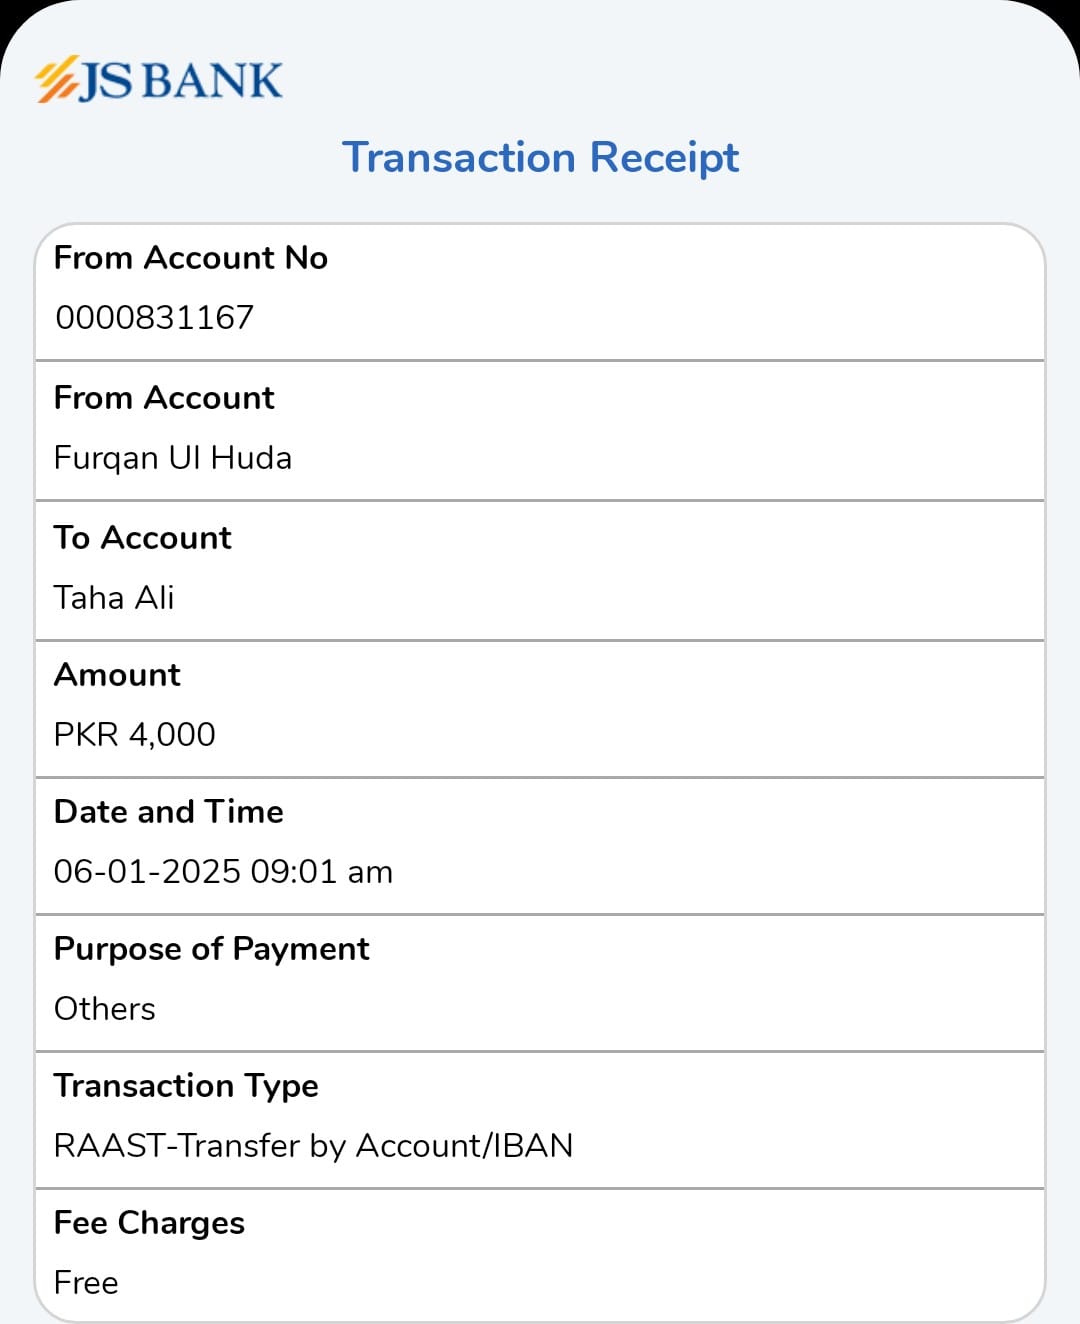 JS BANK
Transaction Receipt
From Account No
0000831167
From Account
Furqan Ul Huda
To Account
Taha Ali
Amount
PKR 4,000
Date and Time
06-01-2025 09:01 am
Purpose of Payment
Others
Transaction Type
RAAST-Transfer by Account/IBAN
Fee Charges
Free